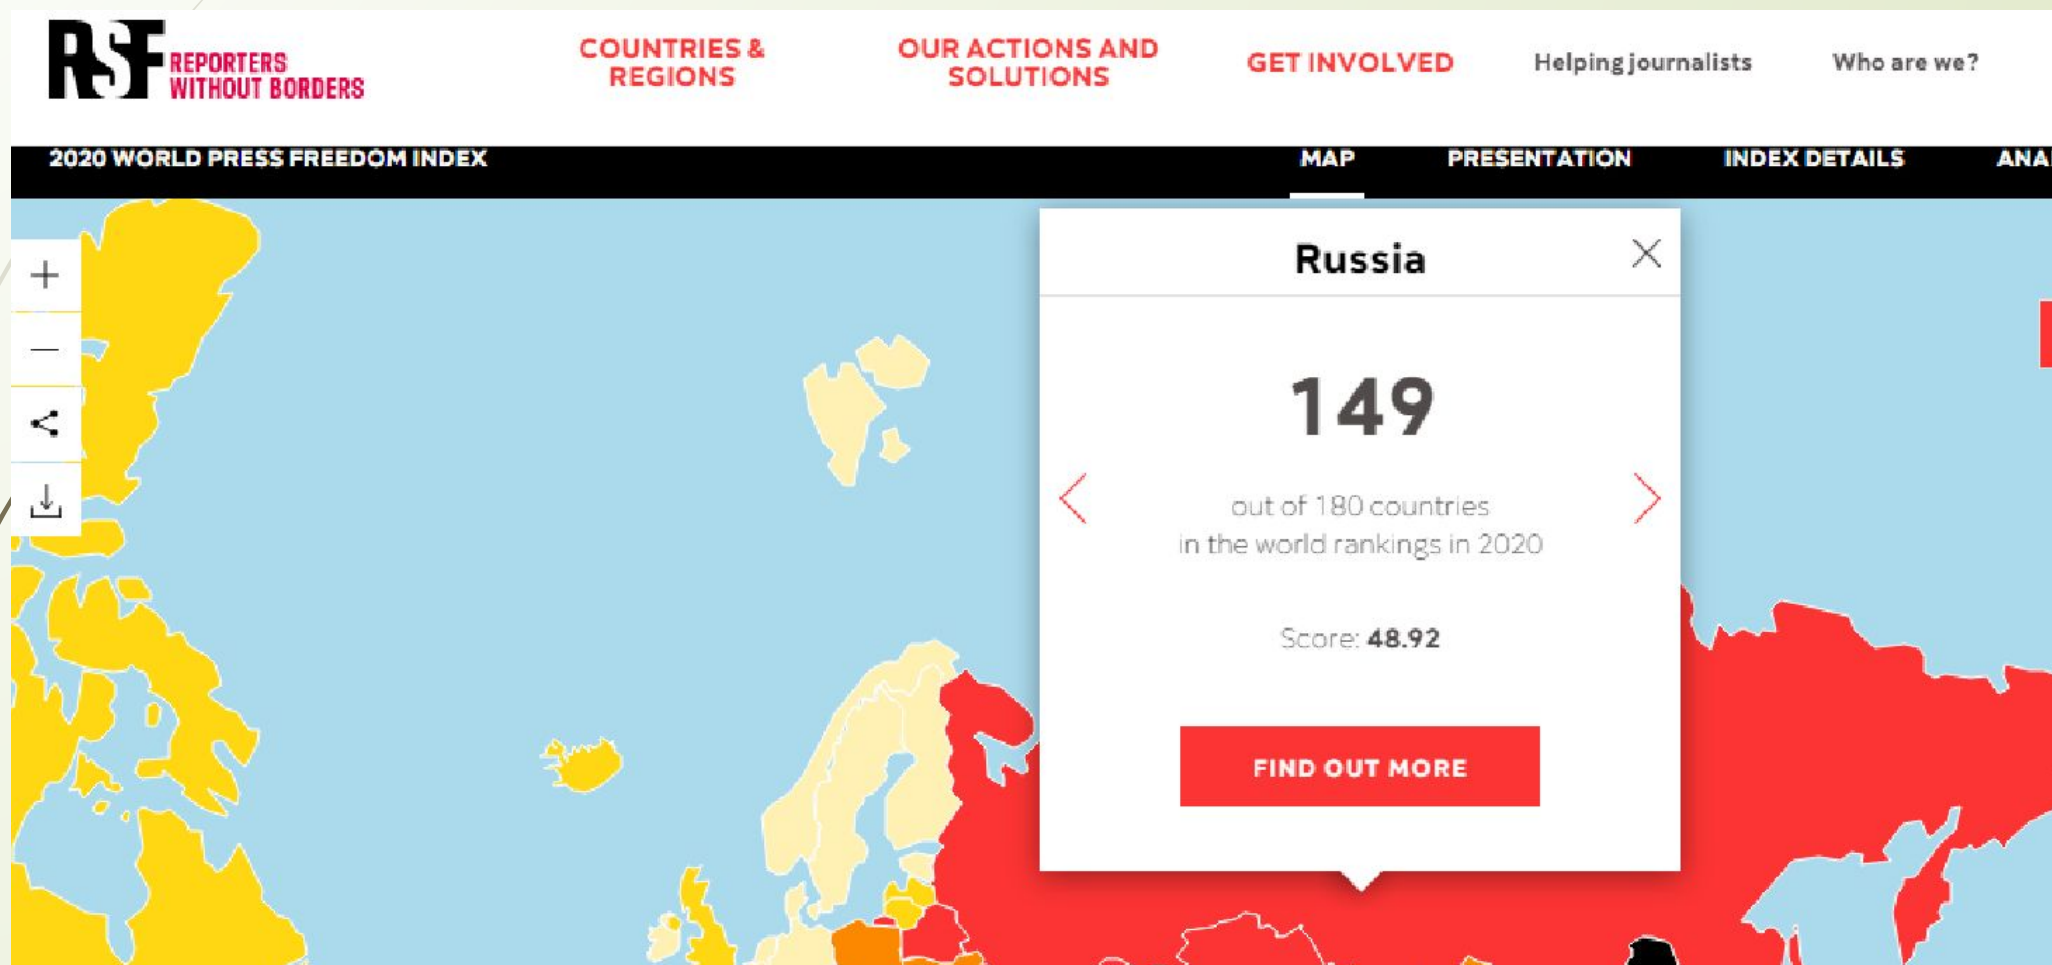 RSF REPORTERS
WITHOUT BORDERS
COUNTRIES &
REGIONS
OUR ACTIONS AND
SOLUTIONS
GET INVOLVED
Helping journalists
Who are we?
2020 WORLD PRESS FREEDOM INDEX
MAP
PRESENTATION
INDEX DETAILS
ANA
Russia
149
out of 180 countries
in the world rankings in 2020
Score: 48.92
FIND OUT MORE